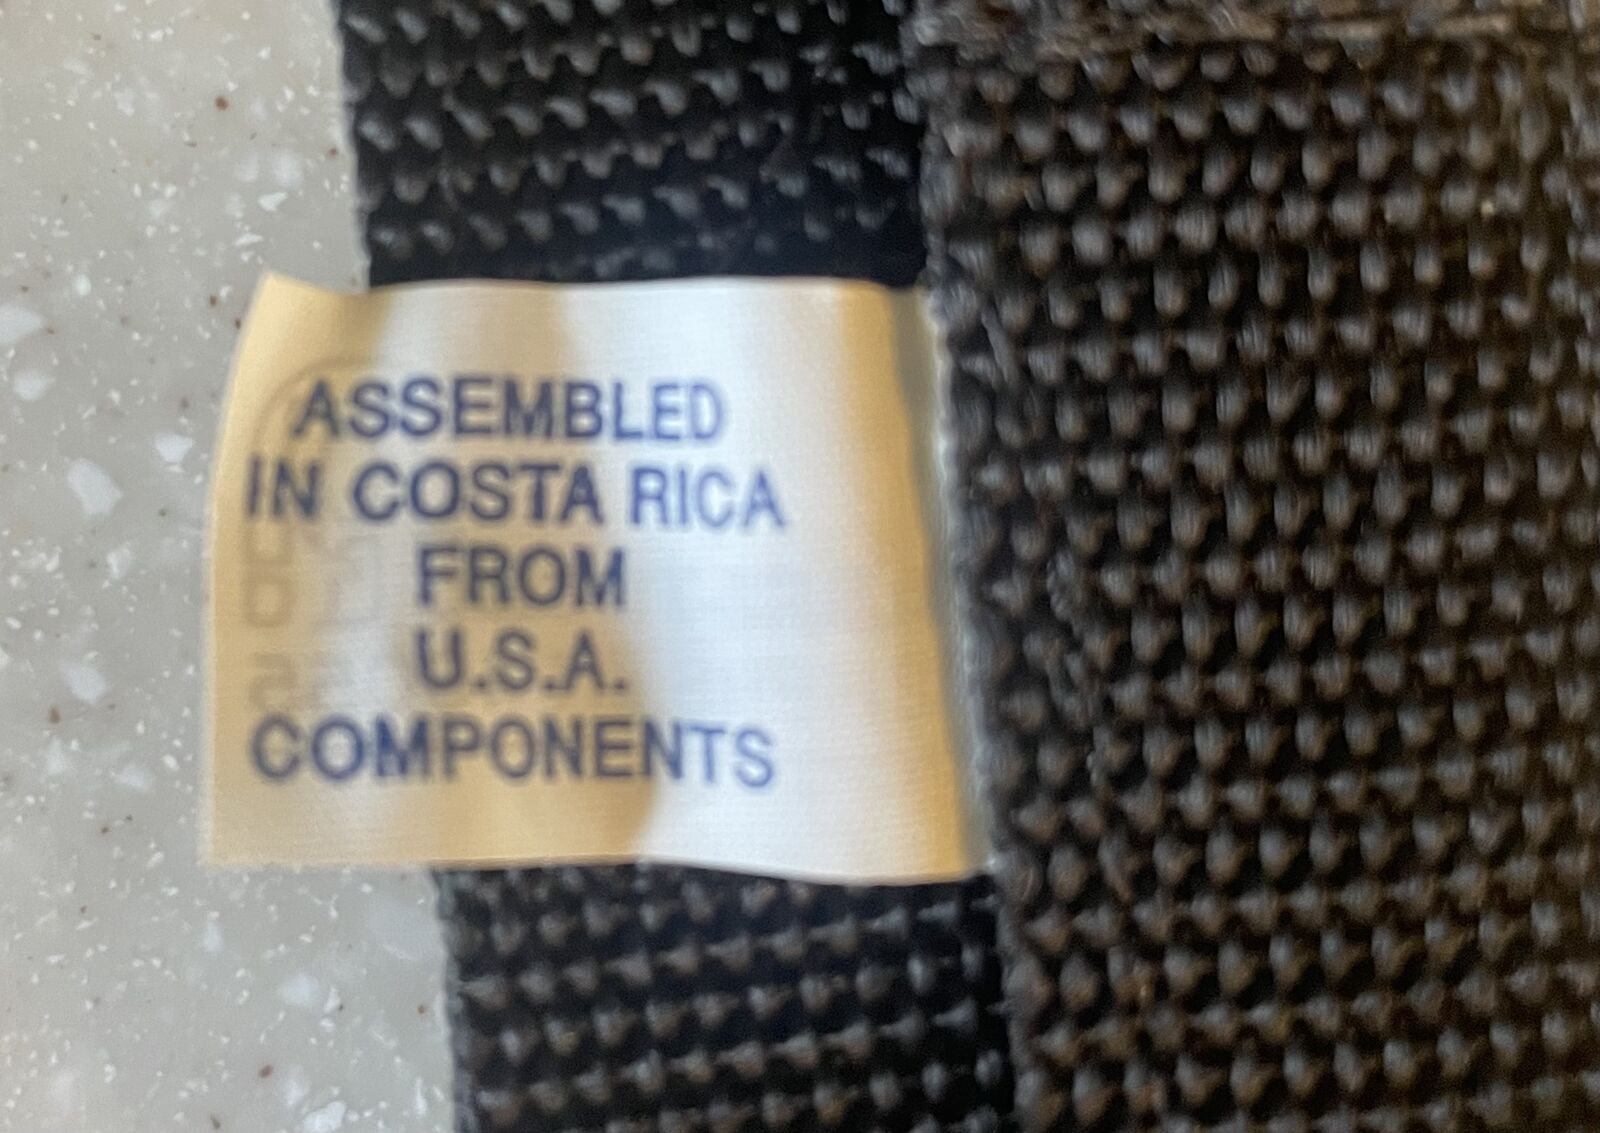 ASSEMBLED
IN COSTA RICA
FROM
U.S.A.
COMPONENTS